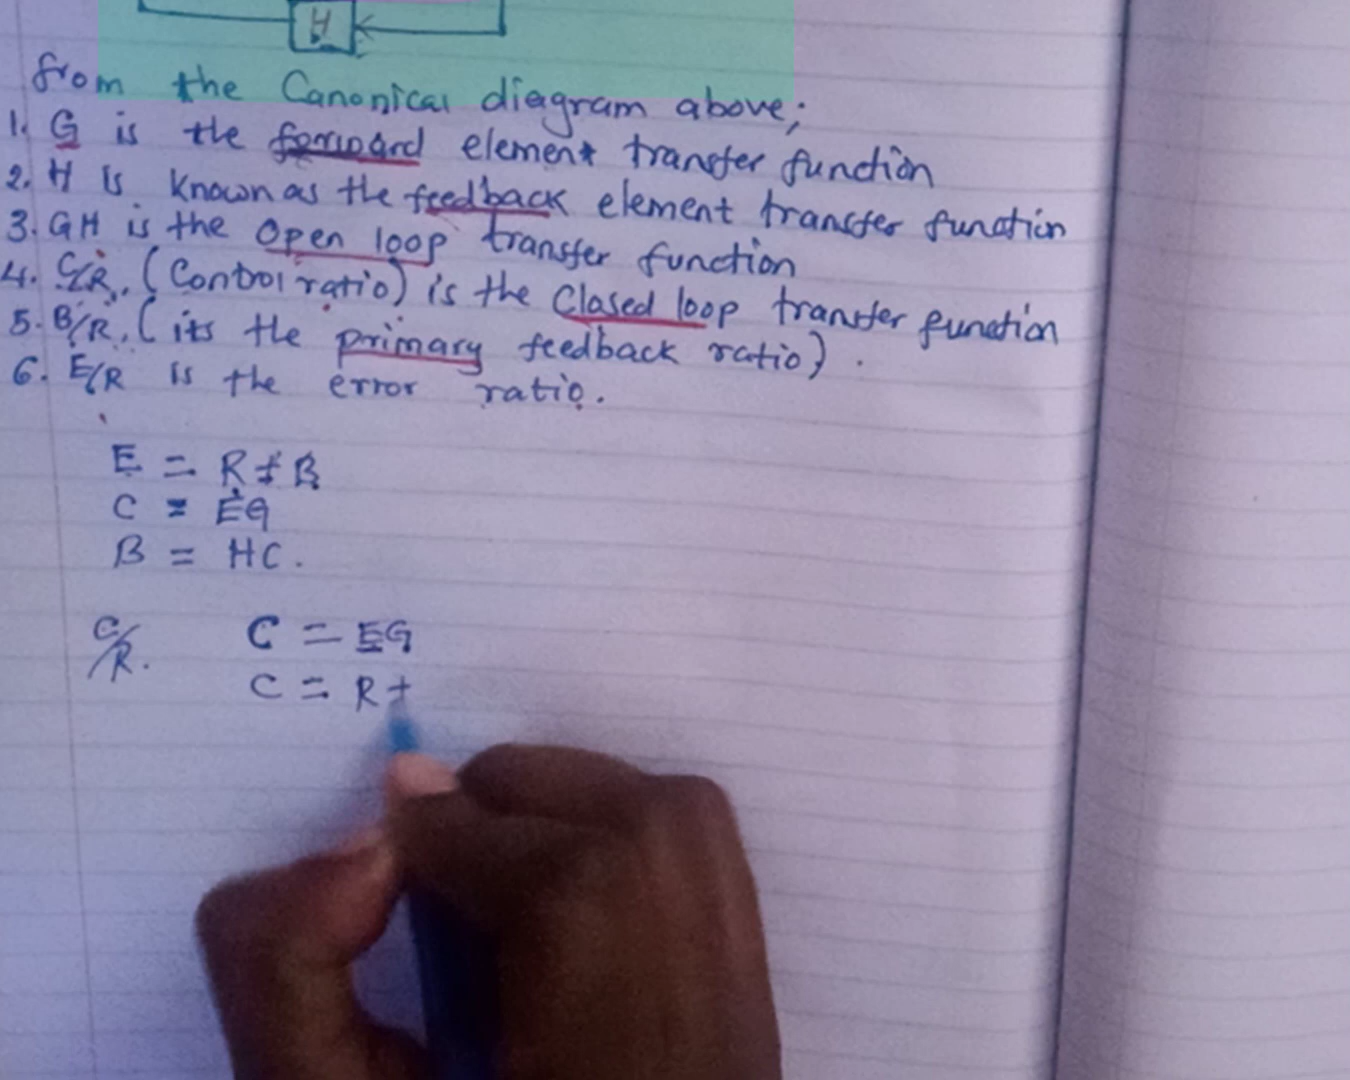 H
from the Canonical diagram above;
1. G is the forward element transfer function
2. H is known as the feedback element transfer function
3. GH is the Open loop transfer function
4. C/R, (Control ratio) is the Closed loop transfer function
5. B/R, (its the primary feedback ratio).
6. E/R is the error ratio.
E = R ± B
C = EG
B = HC.
C/R. C = EG
C = R ±